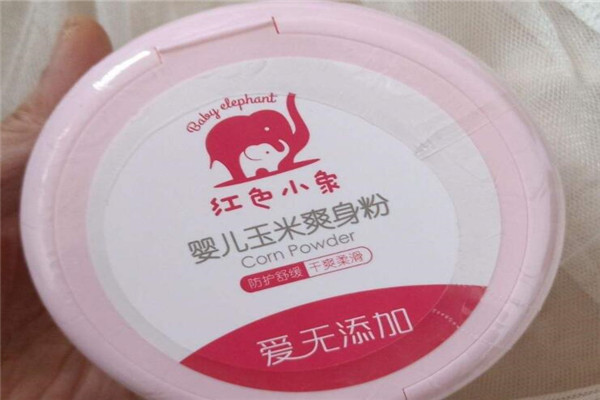 Baby elephant
红色小象
婴儿玉米爽身粉
Corn Powder
防护舒缓 干爽柔滑
爱无添加